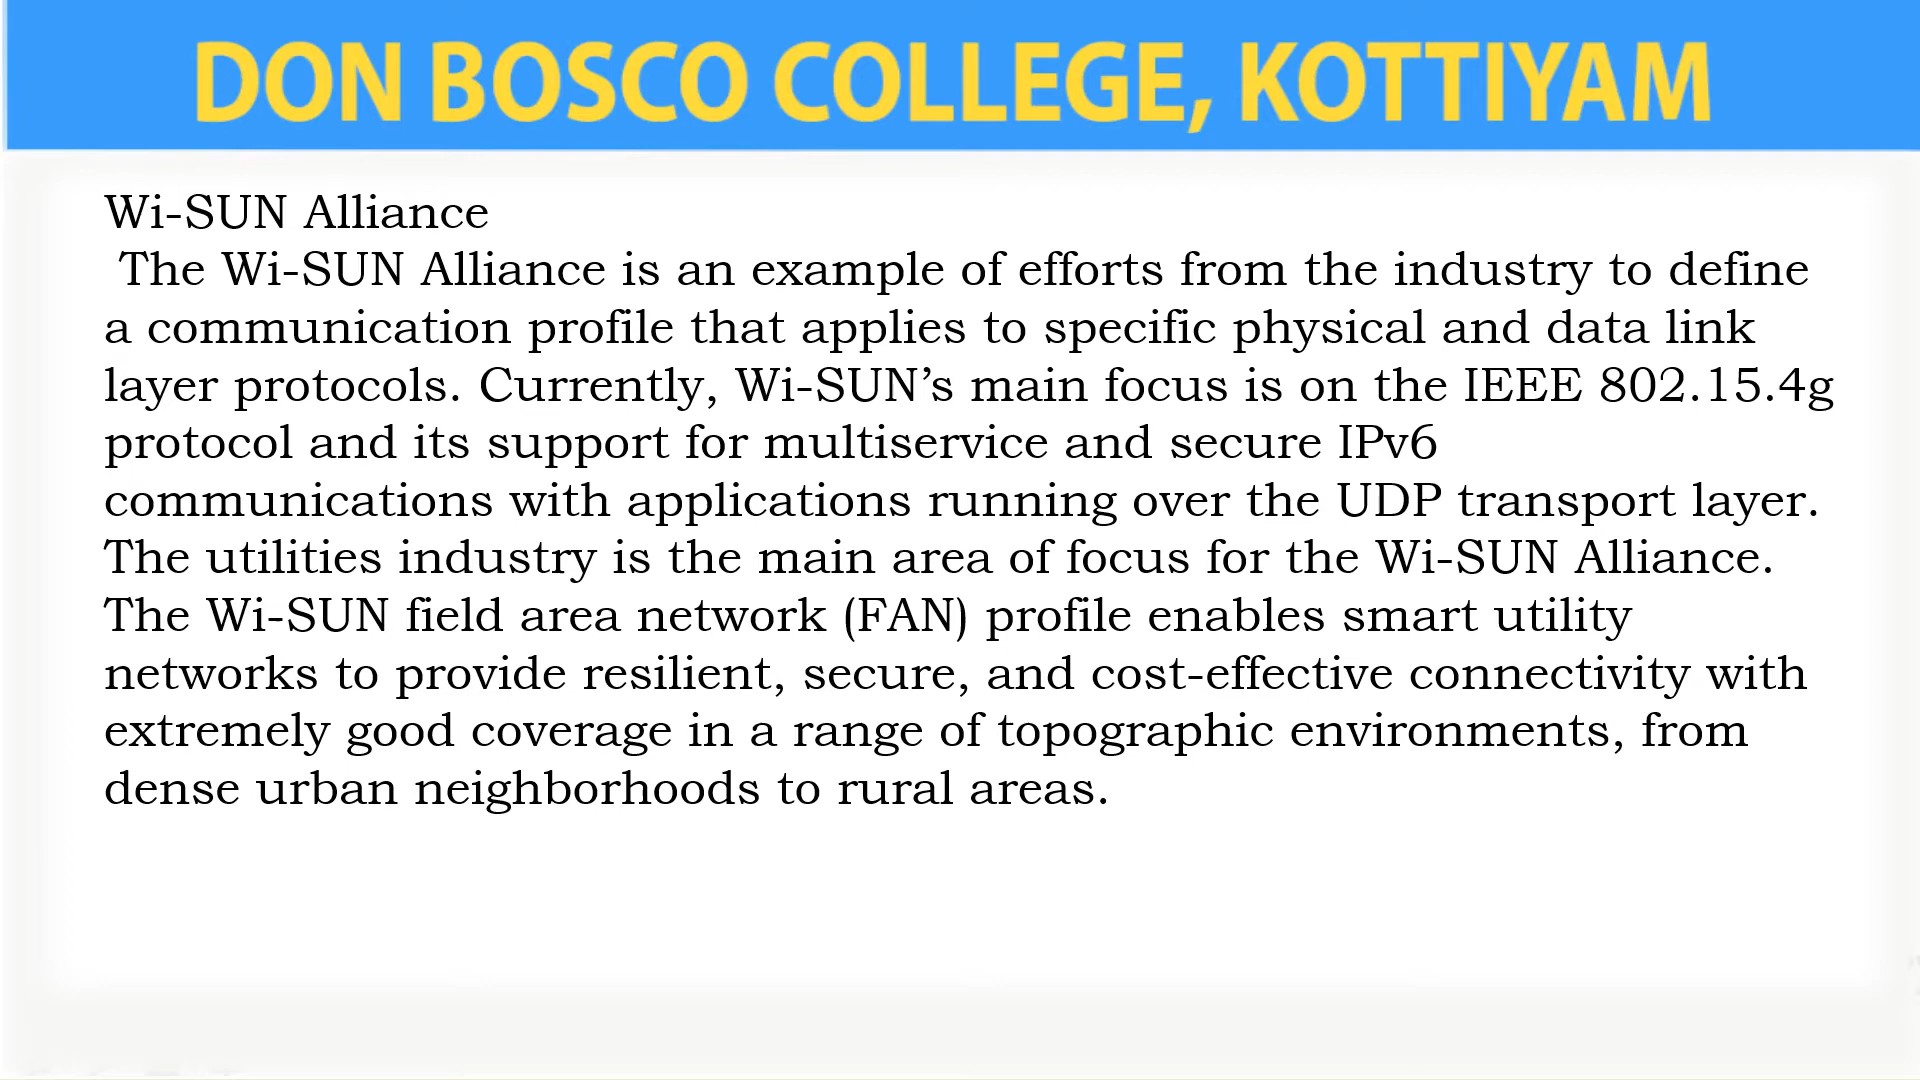 DON BOSCO COLLEGE, KOTTIYAM
Wi-SUN Alliance
The Wi-SUN Alliance is an example of efforts from the industry to define
a communication profile that applies to specific physical and data link
layer protocols. Currently, Wi-SUN’s main focus is on the IEEE 802.15.4g
protocol and its support for multiservice and secure IPv6
communications with applications running over the UDP transport layer.
The utilities industry is the main area of focus for the Wi-SUN Alliance.
The Wi-SUN field area network (FAN) profile enables smart utility
networks to provide resilient, secure, and cost-effective connectivity with
extremely good coverage in a range of topographic environments, from
dense urban neighborhoods to rural areas.